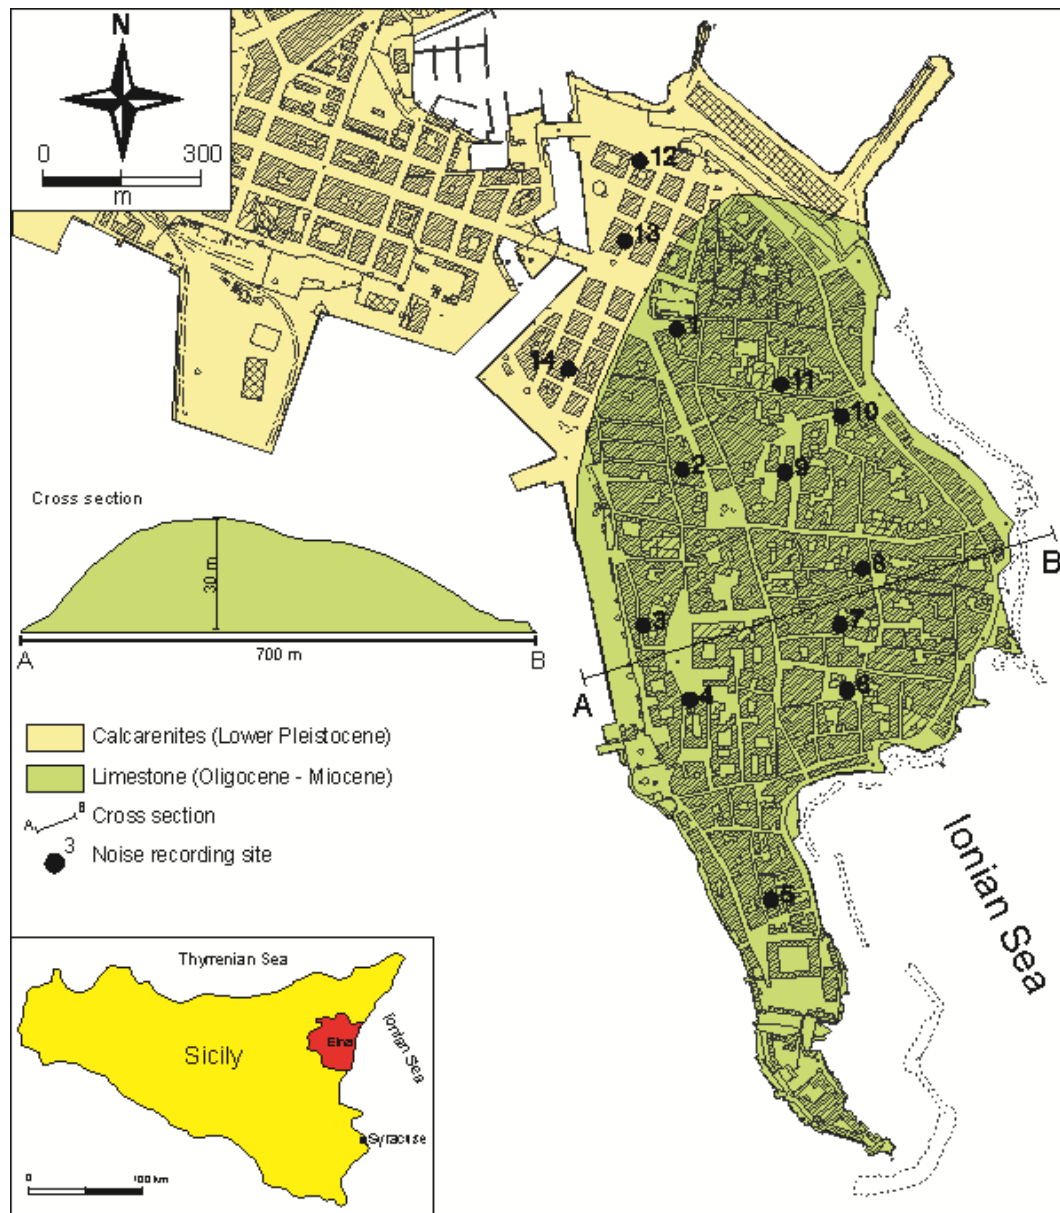 N
0 300
m
12
13
1
14
11
10
2
9
Cross section
30 m
A B
700 m
8
B
3
7
A
4
6
Calcarenites (Lower Pleistocene)
Limestone (Oligocene - Miocene)
A B Cross section
3 Noise recording site
5
Ionian Sea
Thyrrenian Sea
Ionian Sea
Etna
Sicily
Syracuse
0 100 km